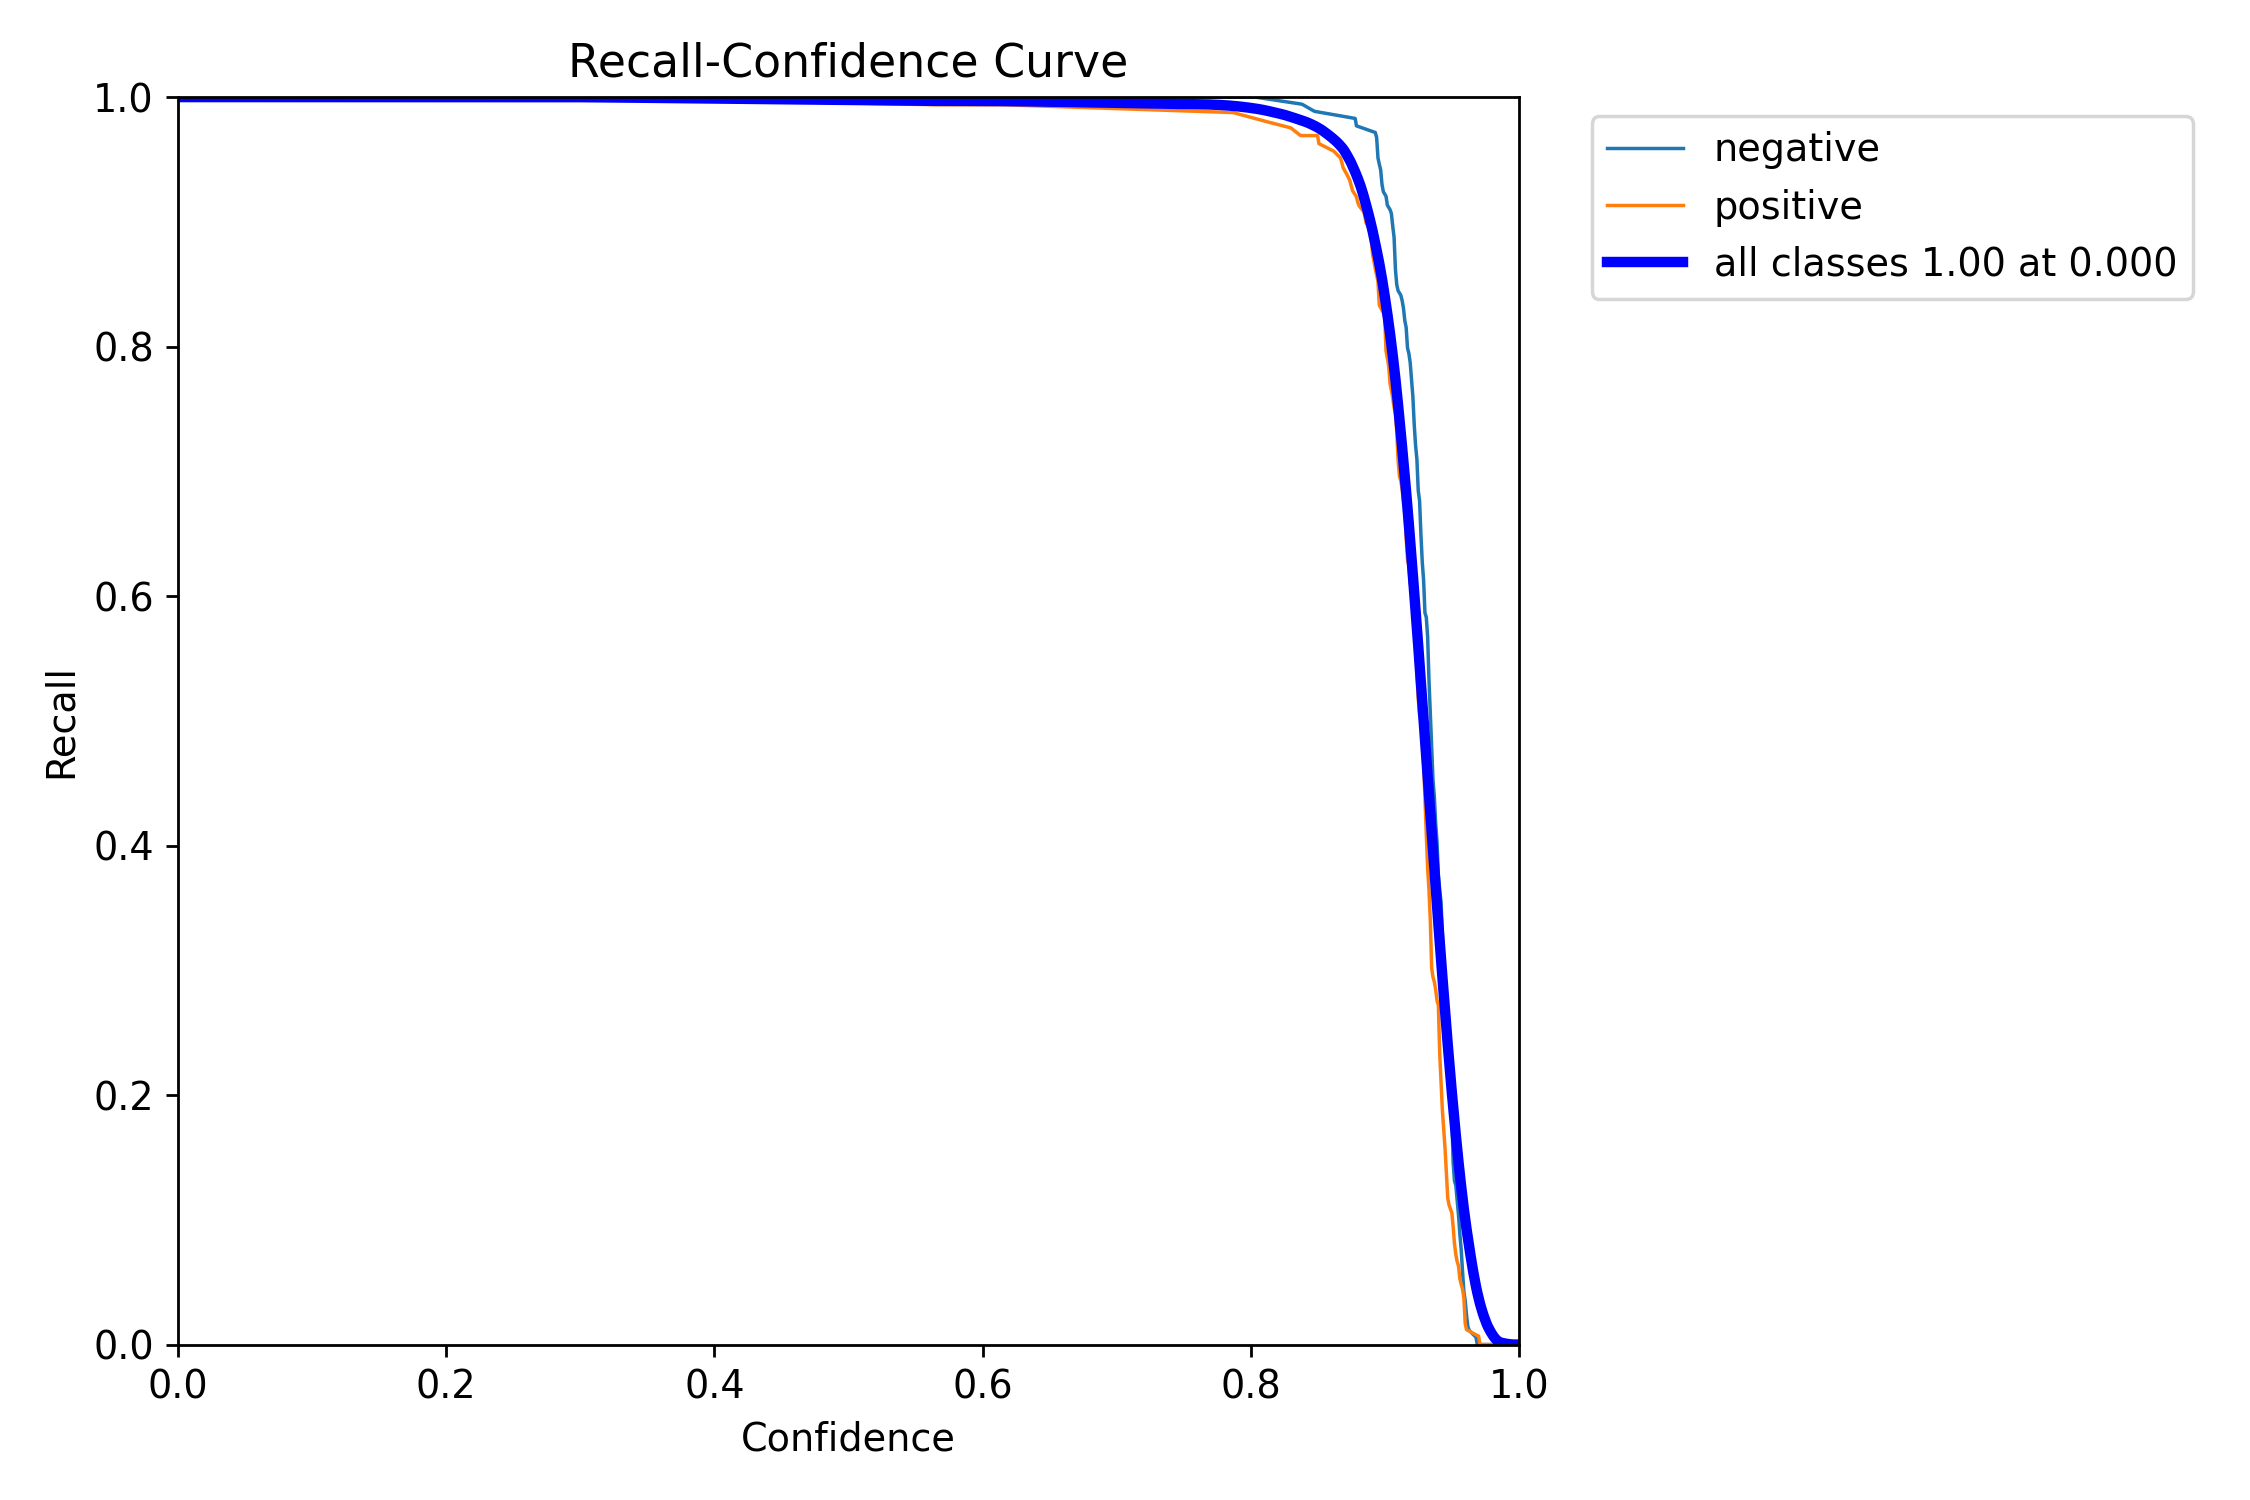 Recall-Confidence Curve
1.0
0.8
0.6
0.4
0.2
0.0
Recall
0.0 0.2 0.4 0.6 0.8 1.0
Confidence
negative
positive
all classes 1.00 at 0.000